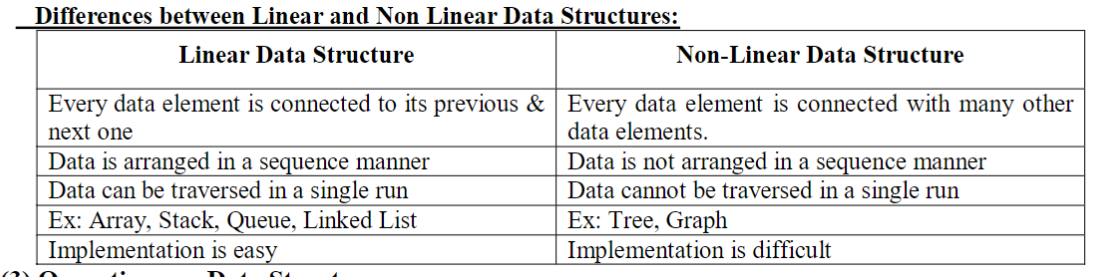 Differences between Linear and Non Linear Data Structures:
Linear Data Structure
Non-Linear Data Structure
Every data element is connected to its previous &
next one
Every data element is connected with many other
data elements.
Data is arranged in a sequence manner
Data is not arranged in a sequence manner
Data can be traversed in a single run
Data cannot be traversed in a single run
Ex: Array, Stack, Queue, Linked List
Ex: Tree, Graph
Implementation is easy
Implementation is difficult